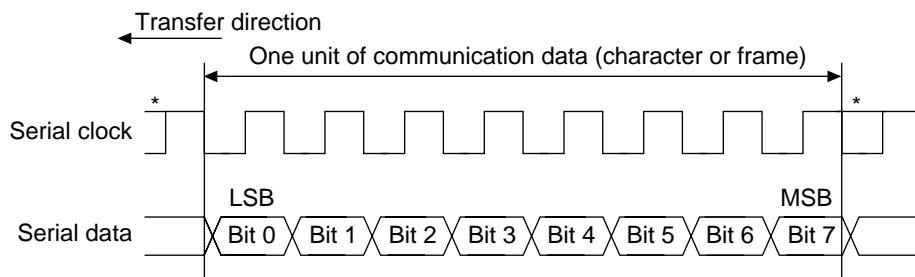 Transfer direction
One unit of communication data (character or frame)
* *
Serial clock
LSB MSB
Serial data Bit 0 Bit 1 Bit 2 Bit 3 Bit 4 Bit 5 Bit 6 Bit 7